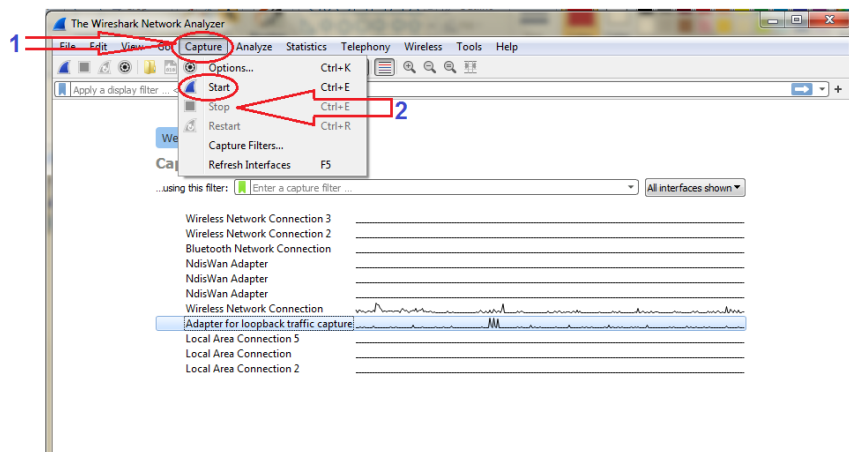 The Wireshark Network Analyzer
1
File Edit View Go Capture Analyze Statistics Telephony Wireless Tools Help
Options... Ctrl+K
Apply a display filter ...
Start Ctrl+E
Stop Ctrl+E
2
Restart Ctrl+R
Capture Filters...
Refresh Interfaces F5
We
Cap
...using this filter: Enter a capture filter ... All interfaces shown
Wireless Network Connection 3
Wireless Network Connection 2
Bluetooth Network Connection
NdisWan Adapter
NdisWan Adapter
NdisWan Adapter
Wireless Network Connection
Adapter for loopback traffic capture
Local Area Connection 5
Local Area Connection
Local Area Connection 2